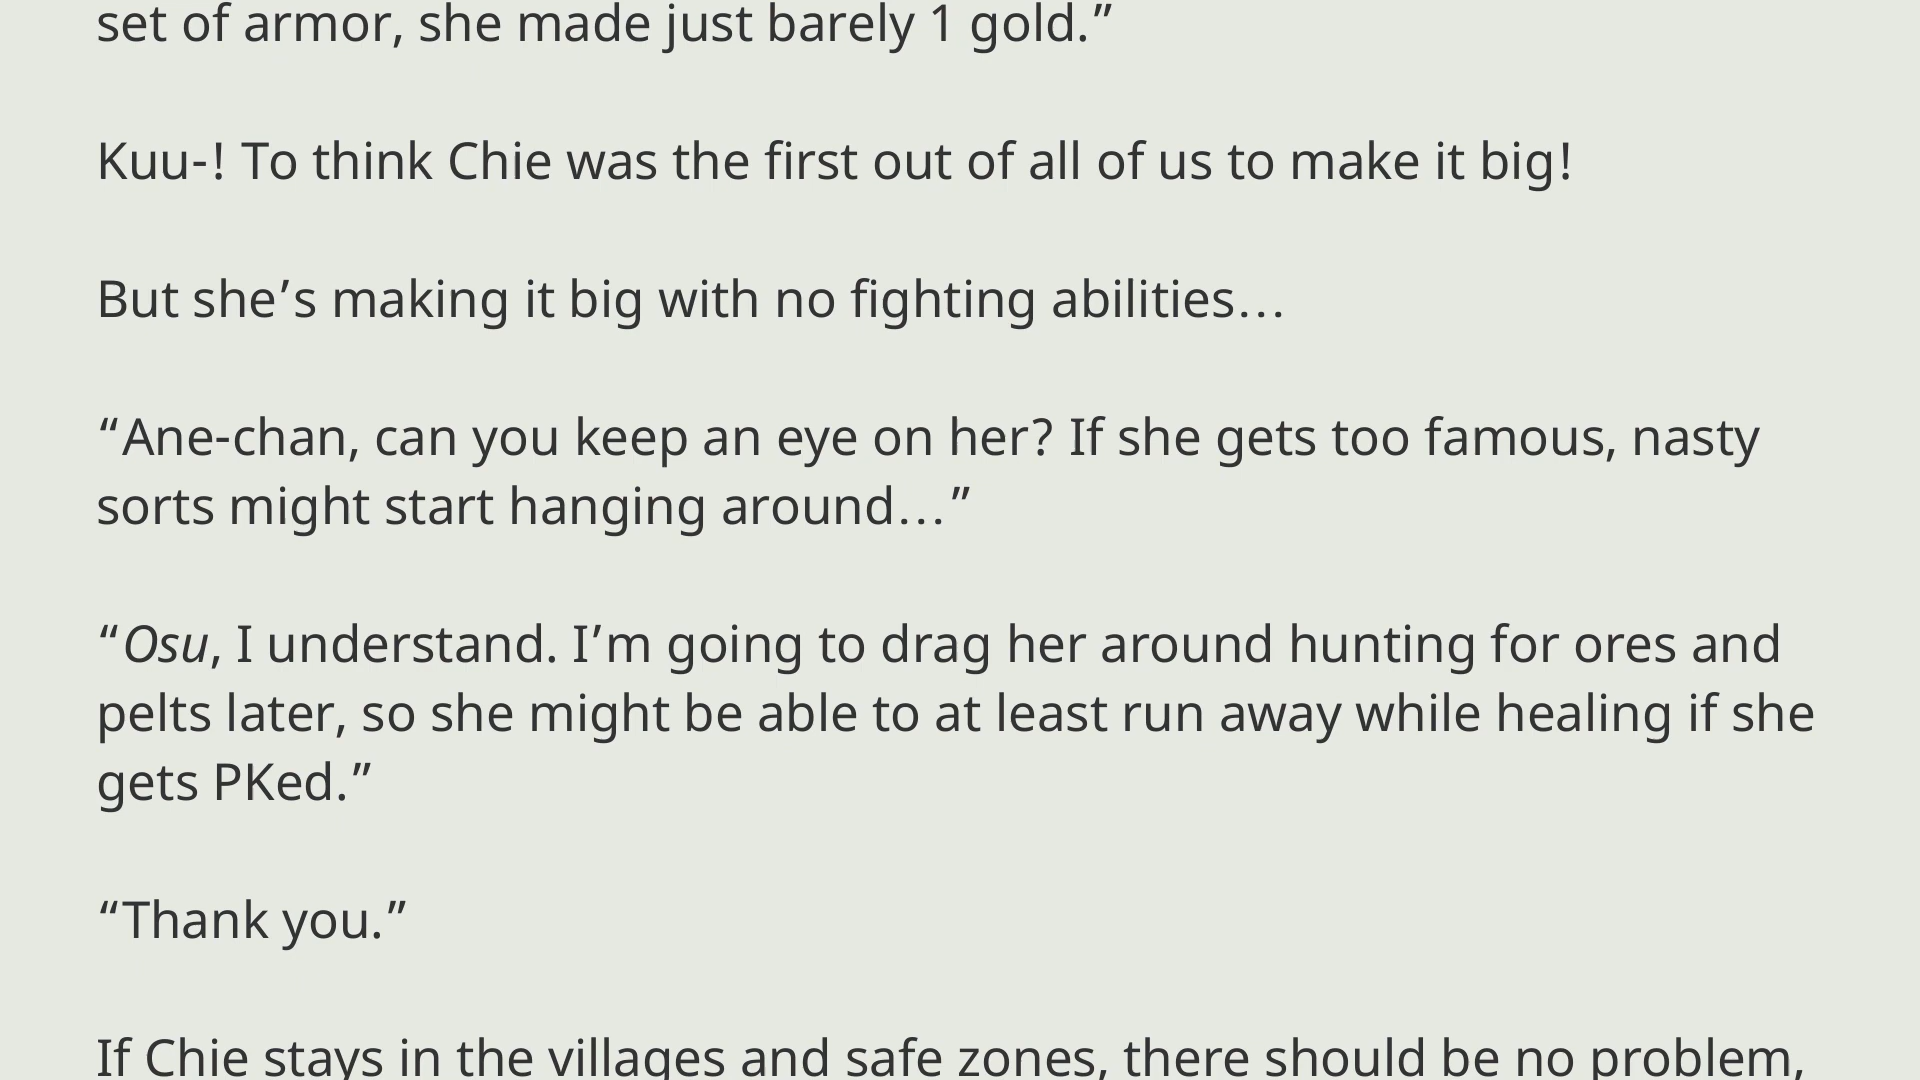 set of armor, she made just barely 1 gold.”
Kuu-! To think Chie was the first out of all of us to make it big!
But she’s making it big with no fighting abilities…
“Ane-chan, can you keep an eye on her? If she gets too famous, nasty
sorts might start hanging around…”
“Osu, I understand. I’m going to drag her around hunting for ores and
pelts later, so she might be able to at least run away while healing if she
gets PKed.”
“Thank you.”
If Chie stays in the villages and safe zones, there should be no problem,